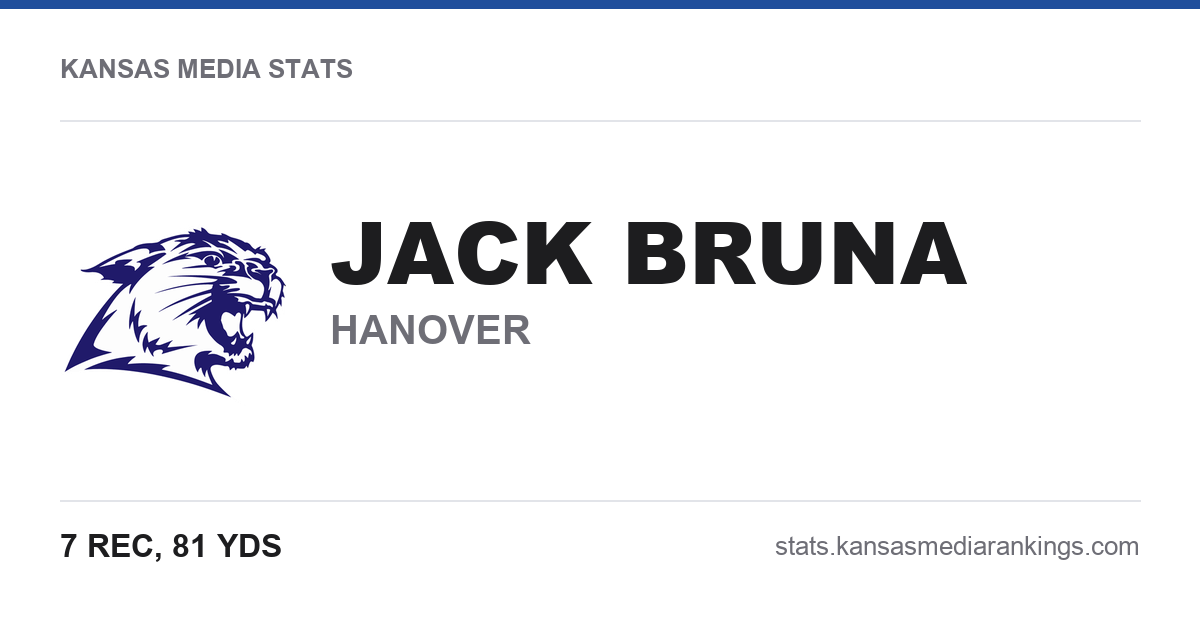 KANSAS MEDIA STATS
JACK BRUNA
HANOVER
7 REC, 81 YDS
stats.kansasmediarankings.com